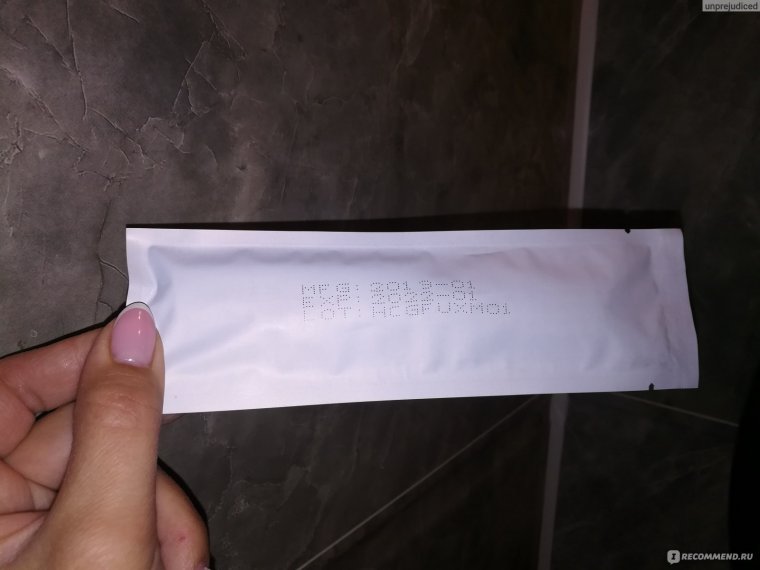 unprejudiced
MFG: 2019-01
EXP: 2022-01
LOT: HCGFUXM01
I RECOMMEND.RU